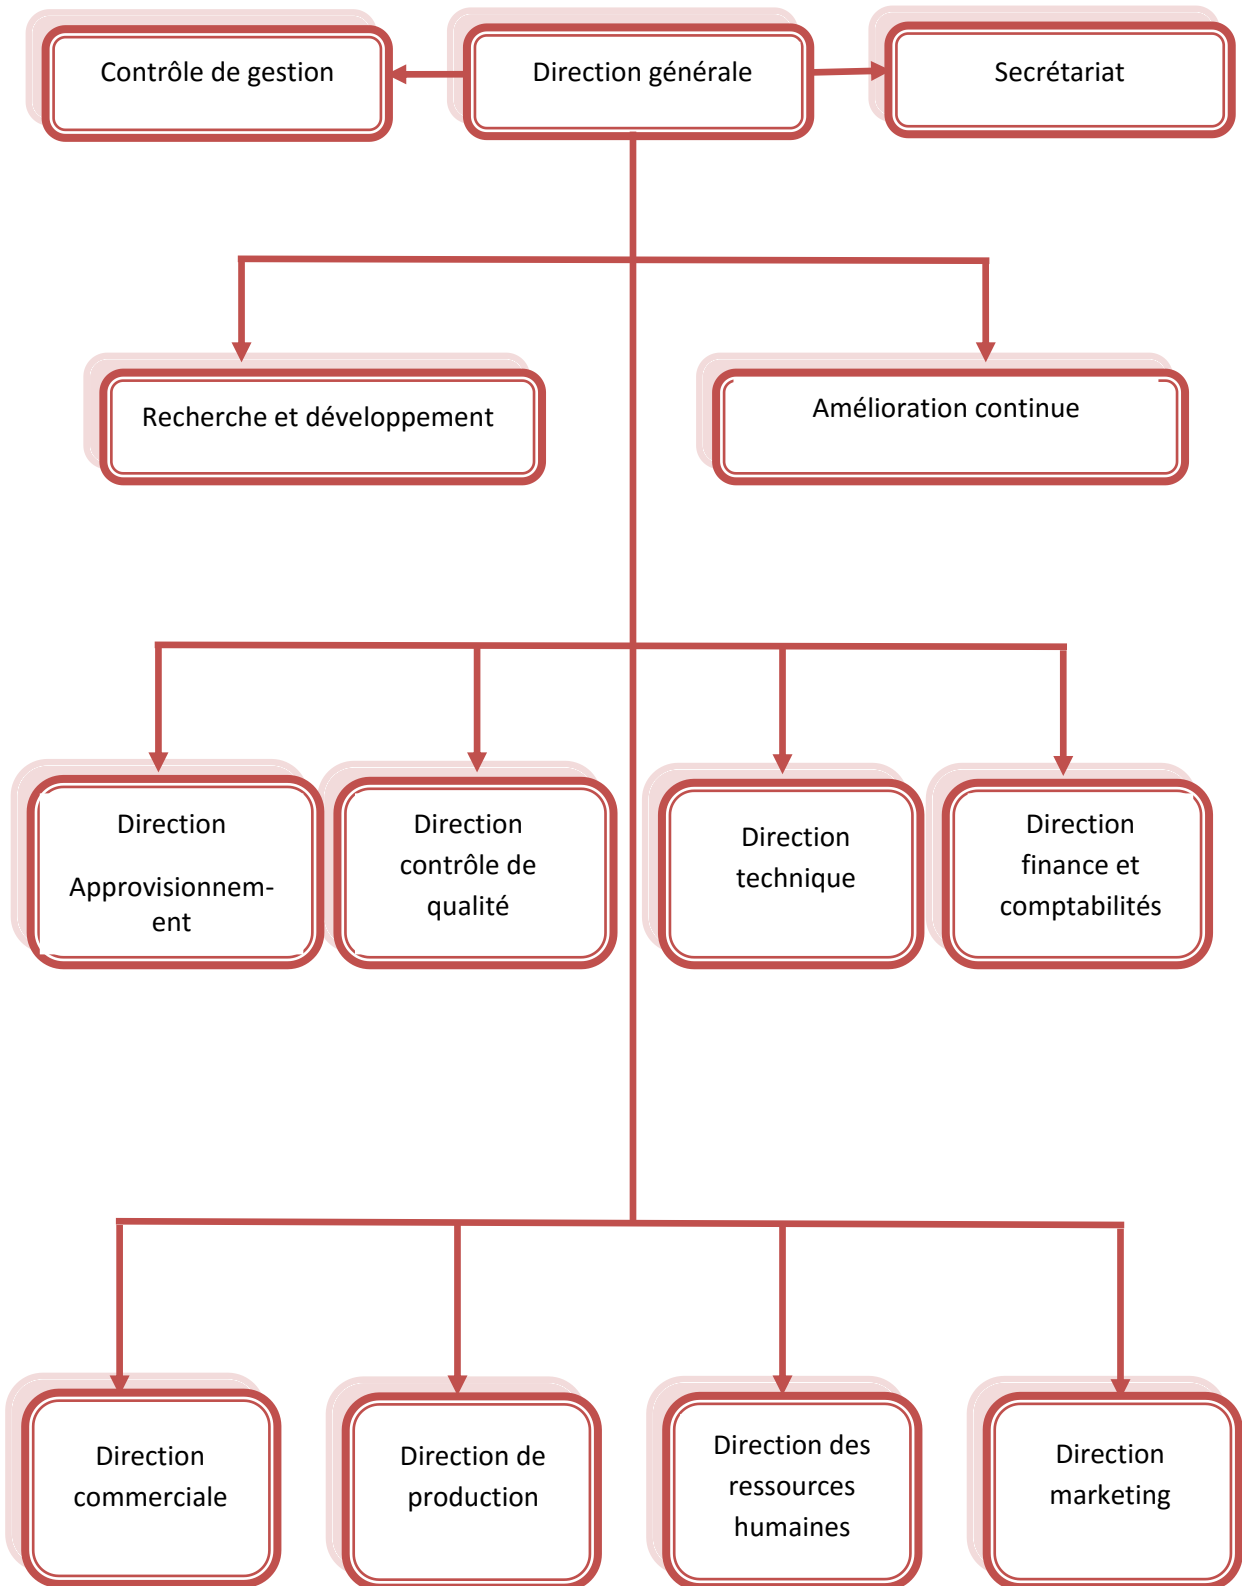 Contrôle de gestion
Direction générale
Secrétariat
Recherche et développement
Amélioration continue
Direction
Approvisionnem-
ent
Direction
contrôle de
qualité
Direction
technique
Direction
finance et
comptabilités
Direction
commerciale
Direction de
production
Direction des
ressources
humaines
Direction
marketing